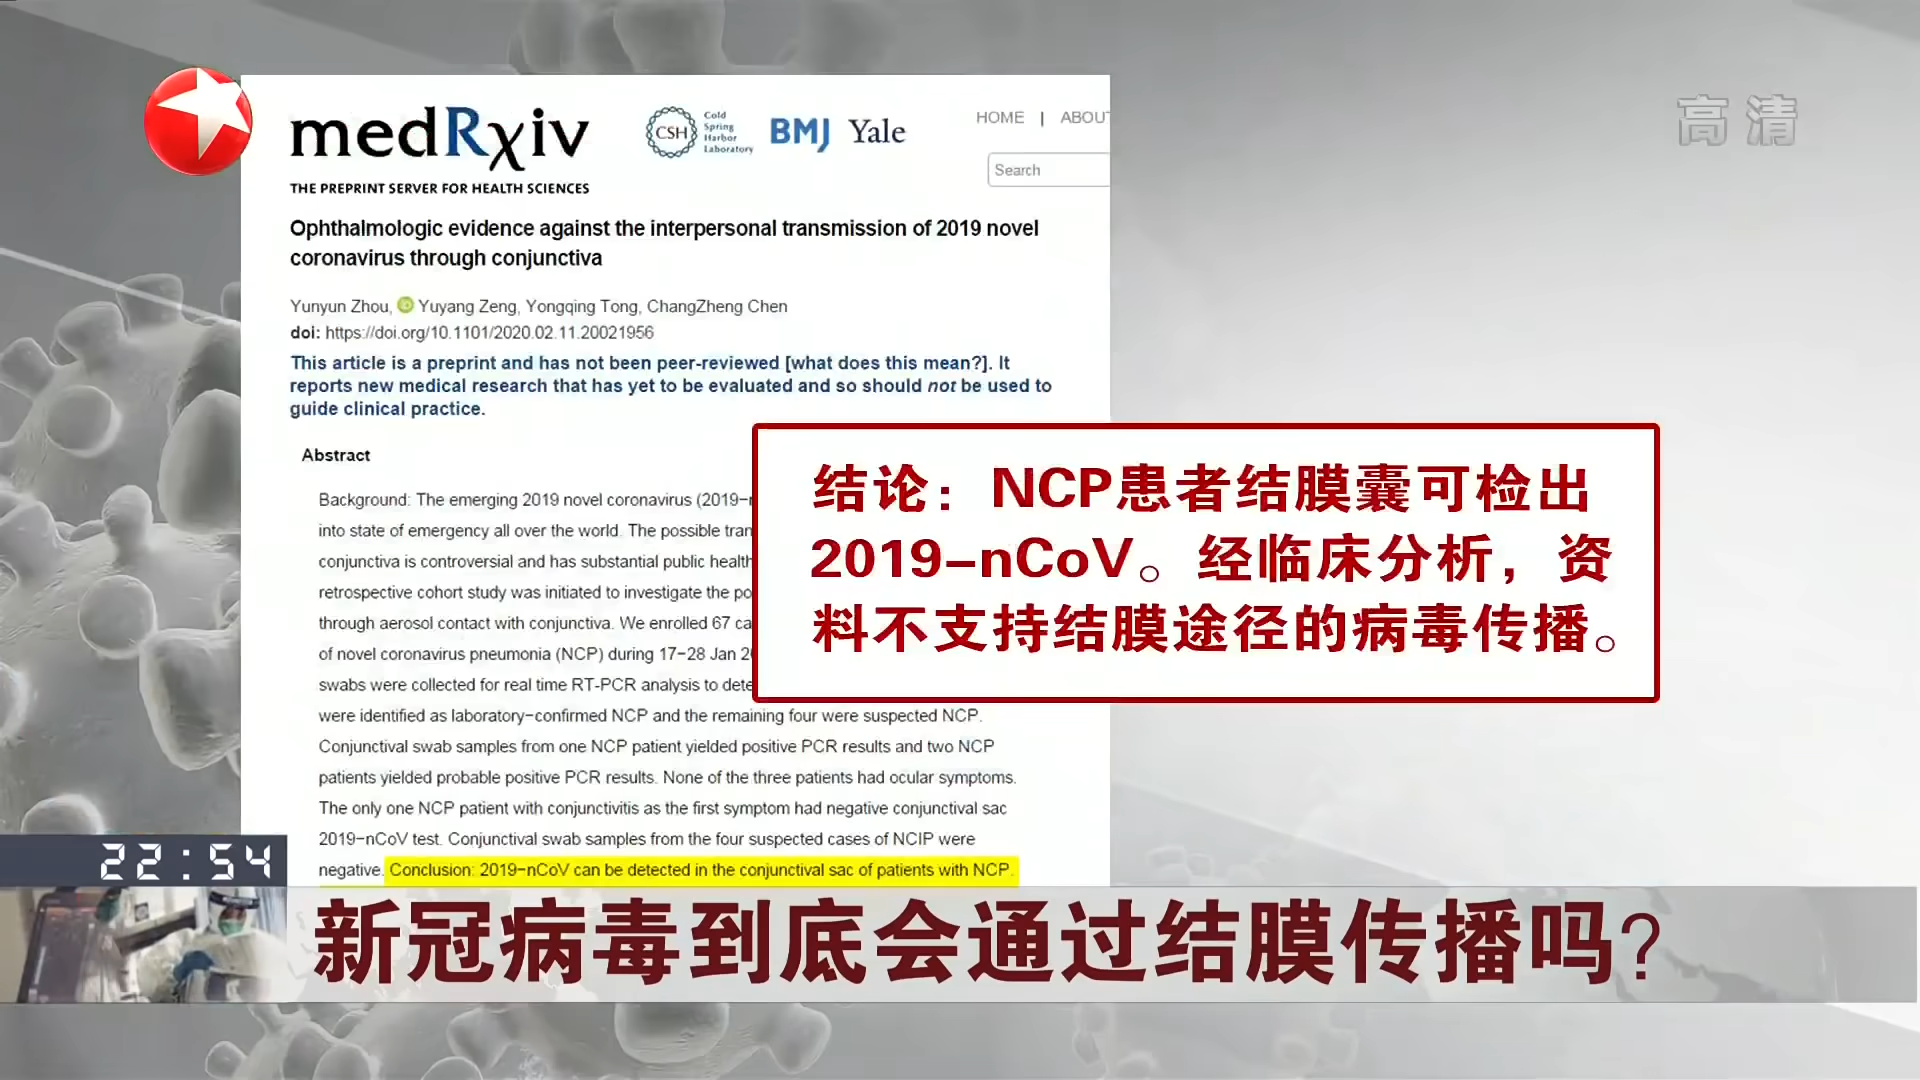 medRxiv
THE PREPRINT SERVER FOR HEALTH SCIENCES
CSH
Cold
Spring
Harbor
Laboratory
BMJ
Yale
HOME | ABOUT
Search
高清
Ophthalmologic evidence against the interpersonal transmission of 2019 novel
coronavirus through conjunctiva
Yunyun Zhou, iD Yuyang Zeng, Yongqing Tong, ChangZheng Chen
doi: https://doi.org/10.1101/2020.02.11.20021956
This article is a preprint and has not been peer-reviewed [what does this mean?]. It
reports new medical research that has yet to be evaluated and so should not be used to
guide clinical practice.
Abstract
Background: The emerging 2019 novel coronavirus (2019-n
into state of emergency all over the world. The possible tran
conjunctiva is controversial and has substantial public health
retrospective cohort study was initiated to investigate the po
through aerosol contact with conjunctiva. We enrolled 67 ca
of novel coronavirus pneumonia (NCP) during 17-28 Jan 20
swabs were collected for real time RT-PCR analysis to dete
were identified as laboratory-confirmed NCP and the remaining four were suspected NCP.
Conjunctival swab samples from one NCP patient yielded positive PCR results and two NCP
patients yielded probable positive PCR results. None of the three patients had ocular symptoms.
The only one NCP patient with conjunctivitis as the first symptom had negative conjunctival sac
2019-nCoV test. Conjunctival swab samples from the four suspected cases of NCIP were
negative. Conclusion: 2019-nCoV can be detected in the conjunctival sac of patients with NCP.
结论：NCP患者结膜囊可检出
2019-nCoV。经临床分析，资
料不支持结膜途径的病毒传播。
22:54
新冠病毒到底会通过结膜传播吗?